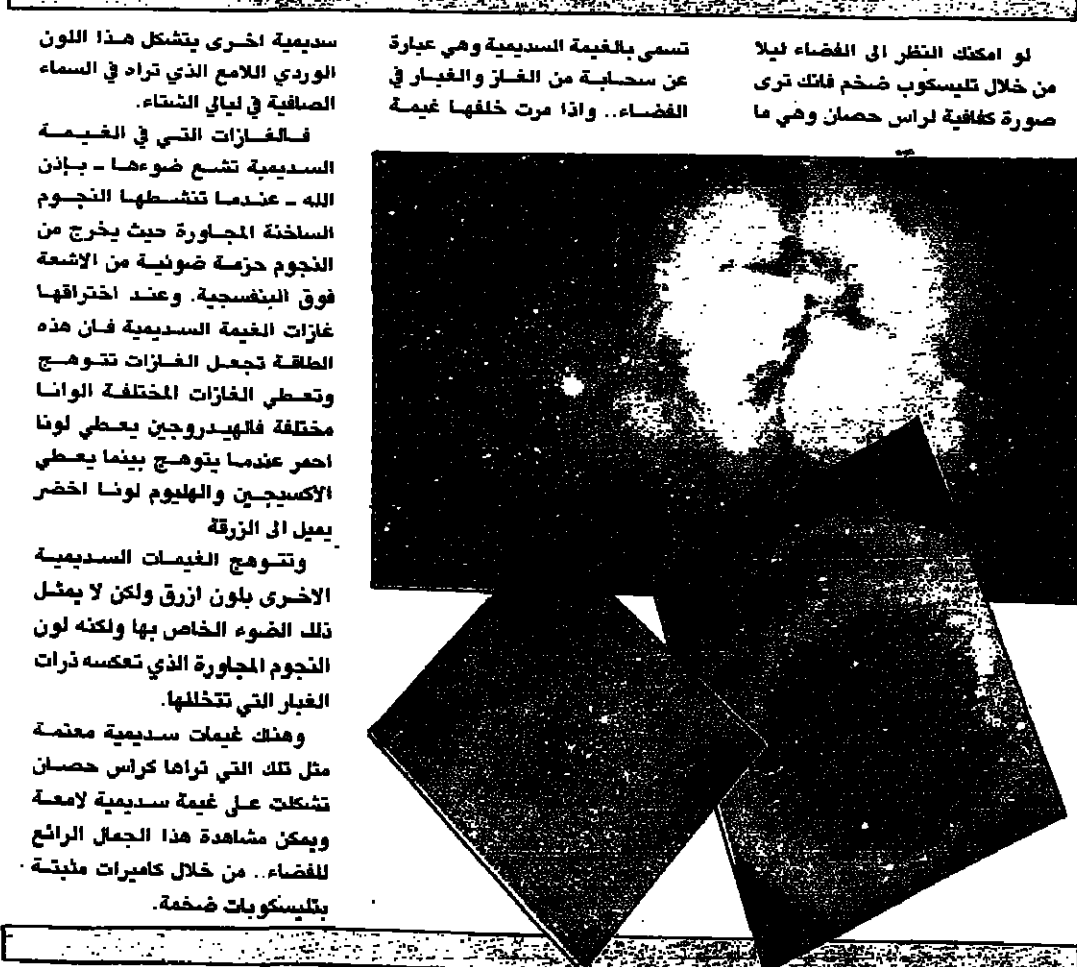 لو امكنك النظر الى الفضاء ليلا
من خلال تليسكوب ضخم فانك ترى
صورة كفافية لراس حصان وهي ما
تسمى بالغيمة السديمية وهي عبارة
عن سحابة من الغاز والغبار في
الفضاء.. واذا مرت خلفها غيمة
سديمية اخرى يتشكل هذا اللون
الوردي اللامع الذي تراه في السماء
الصافية في ليالي الشتاء.
فالغازات التي في الغيمة
السديمية تشع ضوءها - بإذن
الله - عندما تنشطها النجوم
الساخنة المجاورة حيث يخرج من
النجوم حزمة ضوئية من الاشعة
فوق البنفسجية. وعند اختراقها
غازات الغيمة السديمية فان هذه
الطاقة تجعل الغازات تتوهج
وتعطي الغازات المختلفة الوانا
مختلفة فالهيدروجين يعطي لونا
احمر عندما يتوهج بينما يعطي
الأكسيجين والهليوم لونا اخضر
يميل الى الزرقة
وتتوهج الغيمات السديمية
الاخرى بلون ازرق ولكن لا يمثل
ذلك الضوء الخاص بها ولكنه لون
النجوم المجاورة الذي تعكسه ذرات
الغبار التي تتخللها.
وهناك غيمات سديمية معتمة
مثل تلك التي تراها كراس حصان
تشكلت على غيمة سديمية لامعة
ويمكن مشاهدة هذا الجمال الرائع
للفضاء.. من خلال كاميرات مثبتة
بتليسكوبات ضخمة.